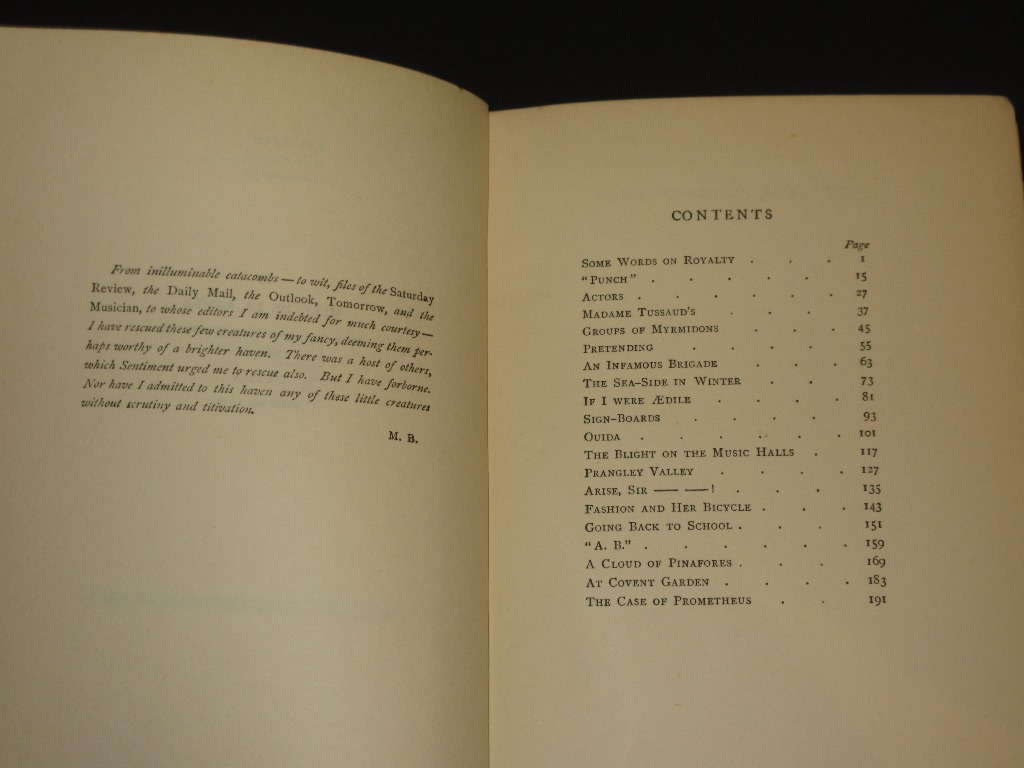 From inilluminable catacombs — to wit, files of the Saturday
Review, the Daily Mail, the Outlook, Tomorrow, and the
Musician, to whose editors I am indebted for much courtesy —
I have rescued these few creatures of my fancy, deeming them per-
haps worthy of a brighter haven. There was a host of others,
which Sentiment urged me to rescue also. But I have forborne.
Nor have I admitted to this haven any of these little creatures
without scrutiny and titivation.
M. B.
CONTENTS
Page
Some Words on Royalty . . . 1
"Punch" . . . . . 15
Actors . . . . . . 27
Madame Tussaud's . . . 37
Groups of Myrmidons . . . 45
Pretending . . . . 55
An Infamous Brigade . . . 63
The Sea-Side in Winter . . 73
If I were Ædile . . . . 81
Sign-Boards . . . . 93
Ouida . . . . . . 101
The Blight on the Music Halls . 117
Prangley Valley . . . . 127
Arise, Sir —— ——! . . . 135
Fashion and Her Bicycle . . . 143
Going Back to School . . . 151
"A. B." . . . . . . 159
A Cloud of Pinafores . . . 169
At Covent Garden . . . . 183
The Case of Prometheus . . 191